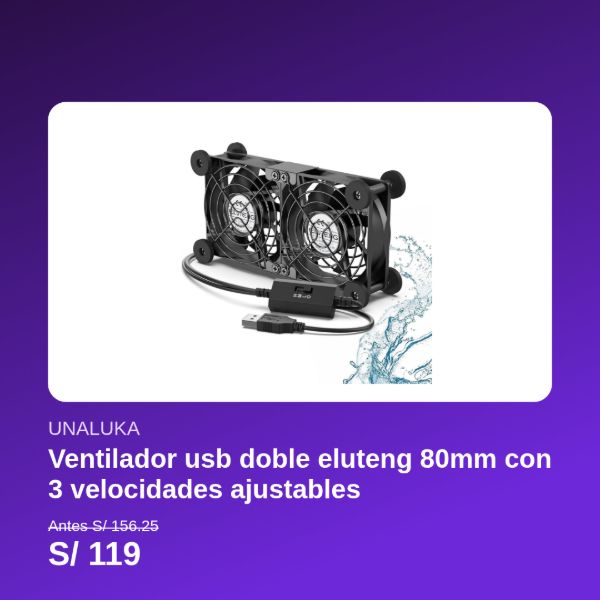 UNALUKA
Ventilador usb doble eluteng 80mm con
3 velocidades ajustables
Antes S/ 156.25
S/ 119